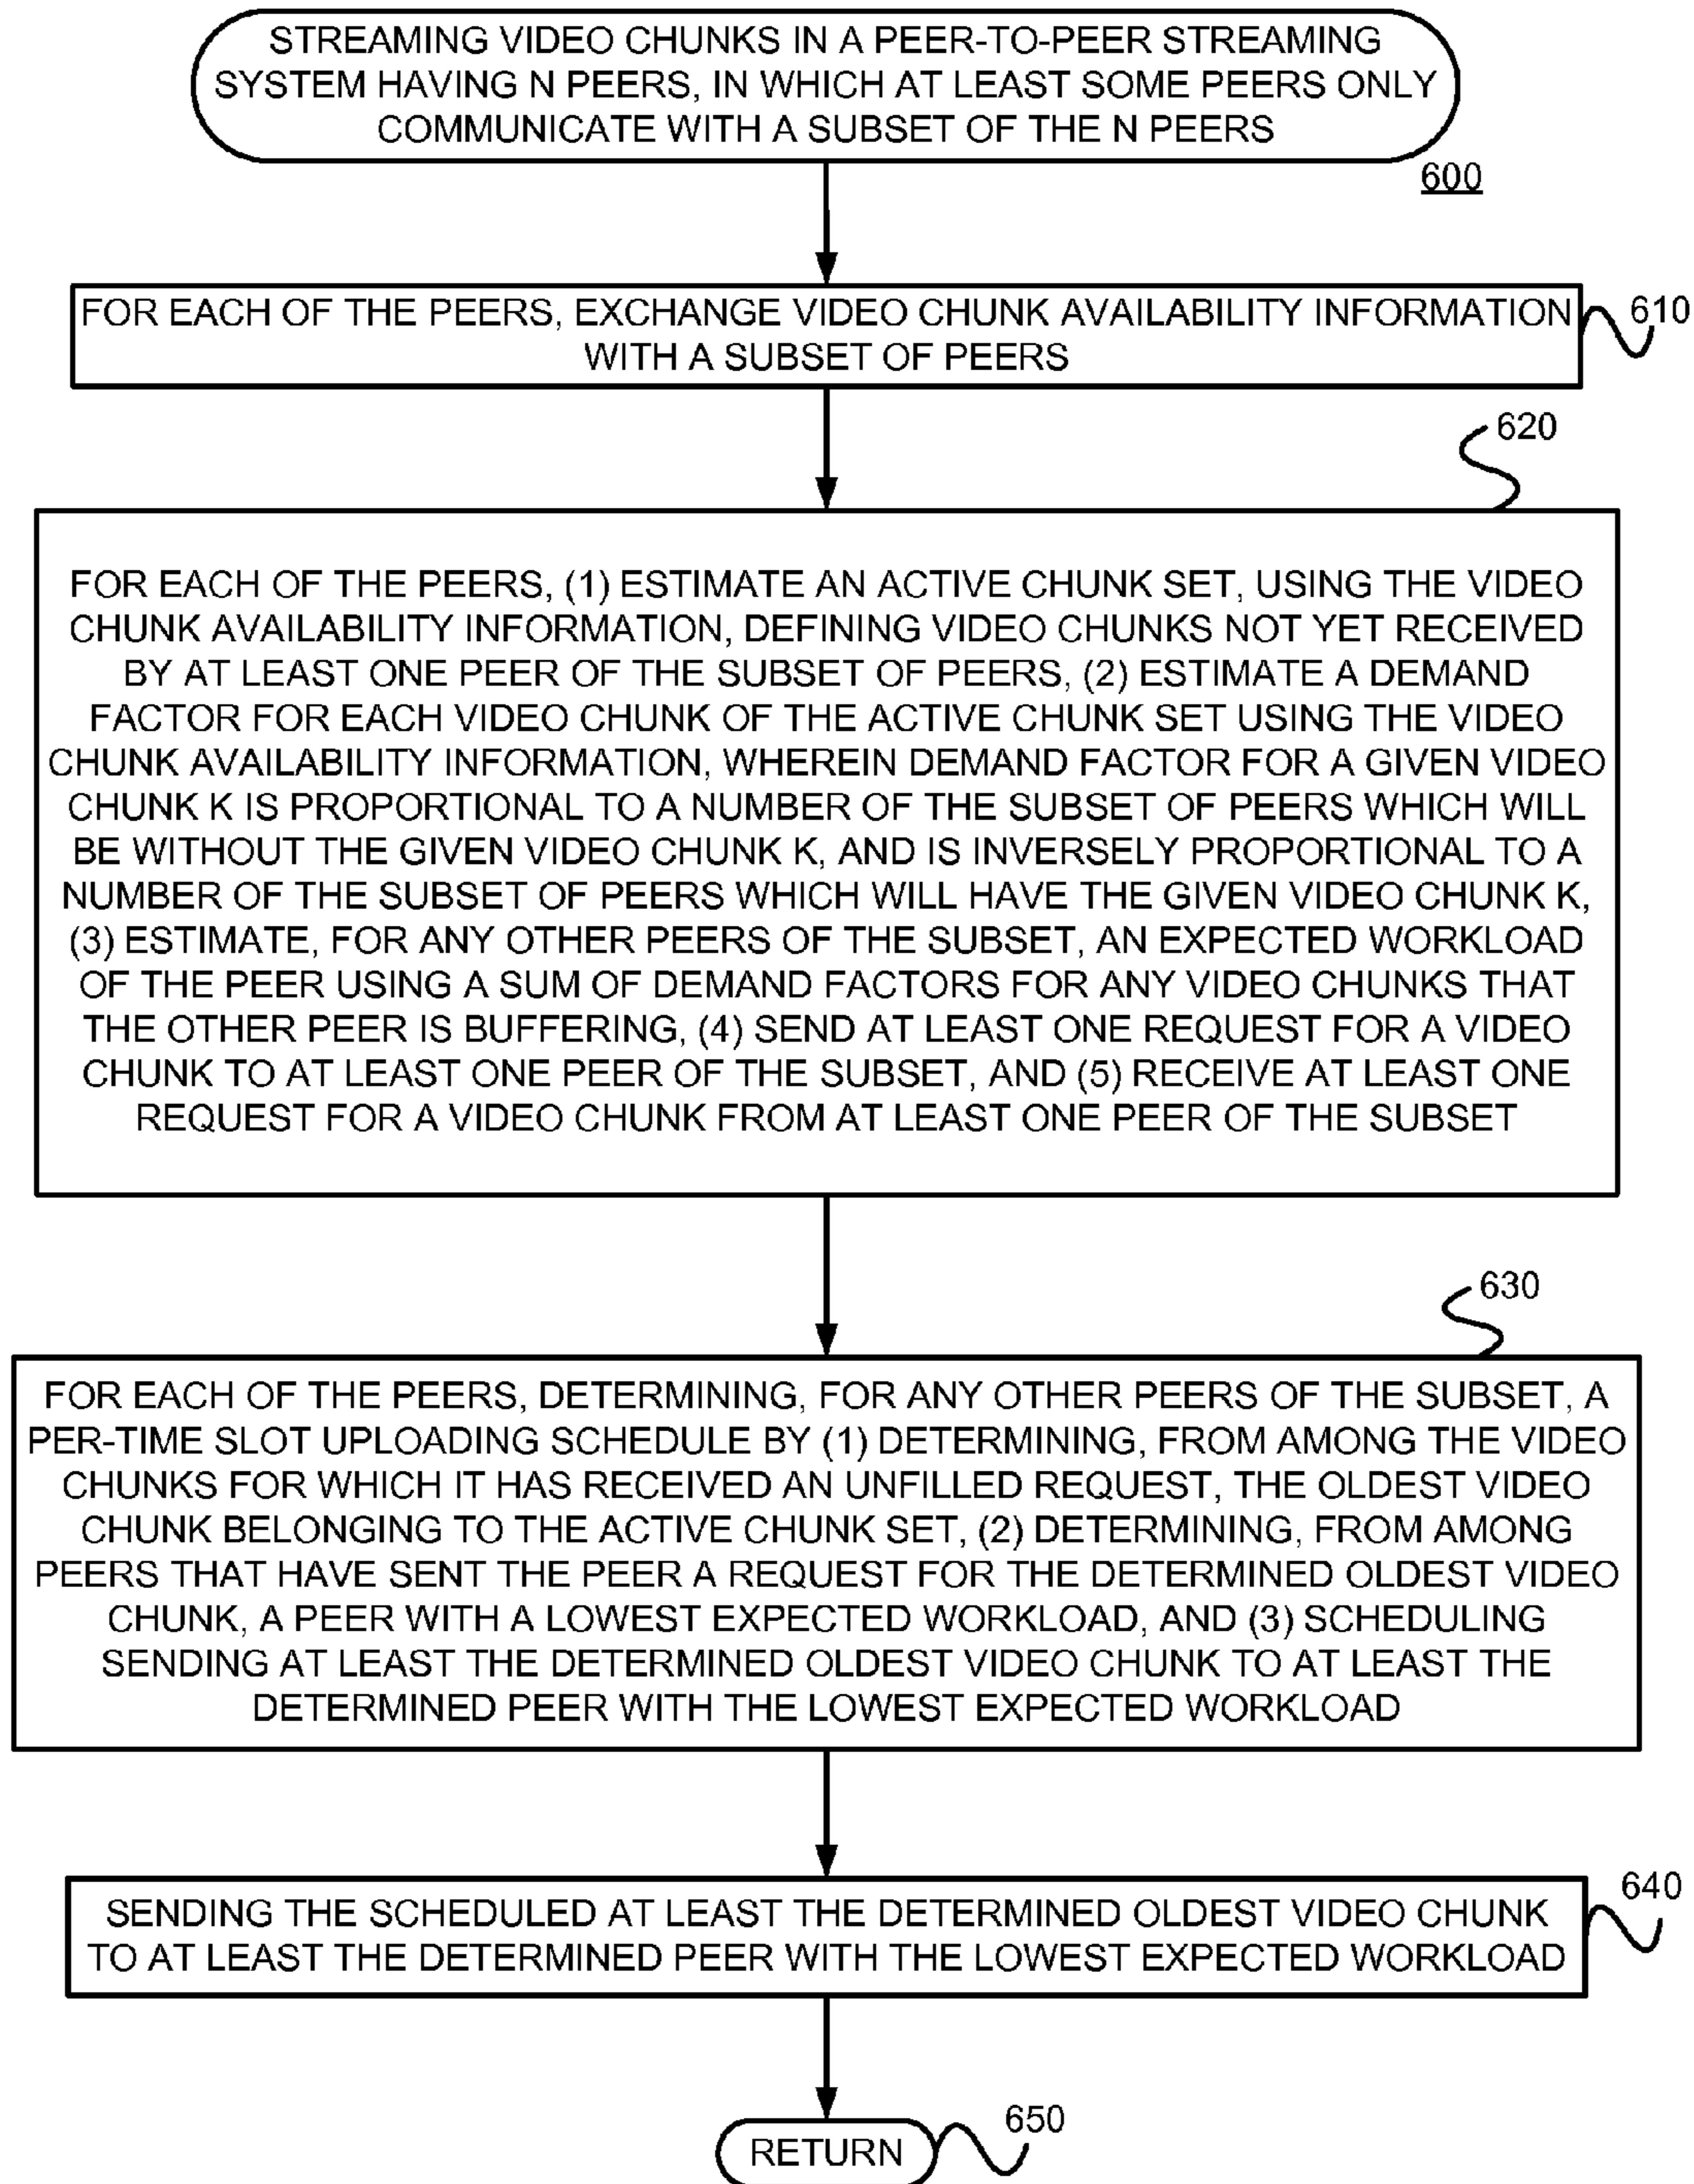 STREAMING VIDEO CHUNKS IN A PEER-TO-PEER STREAMING
SYSTEM HAVING N PEERS, IN WHICH AT LEAST SOME PEERS ONLY
COMMUNICATE WITH A SUBSET OF THE N PEERS
600
FOR EACH OF THE PEERS, EXCHANGE VIDEO CHUNK AVAILABILITY INFORMATION
WITH A SUBSET OF PEERS
610
620
FOR EACH OF THE PEERS, (1) ESTIMATE AN ACTIVE CHUNK SET, USING THE VIDEO
CHUNK AVAILABILITY INFORMATION, DEFINING VIDEO CHUNKS NOT YET RECEIVED
BY AT LEAST ONE PEER OF THE SUBSET OF PEERS, (2) ESTIMATE A DEMAND
FACTOR FOR EACH VIDEO CHUNK OF THE ACTIVE CHUNK SET USING THE VIDEO
CHUNK AVAILABILITY INFORMATION, WHEREIN DEMAND FACTOR FOR A GIVEN VIDEO
CHUNK K IS PROPORTIONAL TO A NUMBER OF THE SUBSET OF PEERS WHICH WILL
BE WITHOUT THE GIVEN VIDEO CHUNK K, AND IS INVERSELY PROPORTIONAL TO A
NUMBER OF THE SUBSET OF PEERS WHICH WILL HAVE THE GIVEN VIDEO CHUNK K,
(3) ESTIMATE, FOR ANY OTHER PEERS OF THE SUBSET, AN EXPECTED WORKLOAD
OF THE PEER USING A SUM OF DEMAND FACTORS FOR ANY VIDEO CHUNKS THAT
THE OTHER PEER IS BUFFERING, (4) SEND AT LEAST ONE REQUEST FOR A VIDEO
CHUNK TO AT LEAST ONE PEER OF THE SUBSET, AND (5) RECEIVE AT LEAST ONE
REQUEST FOR A VIDEO CHUNK FROM AT LEAST ONE PEER OF THE SUBSET
630
FOR EACH OF THE PEERS, DETERMINING, FOR ANY OTHER PEERS OF THE SUBSET, A
PER-TIME SLOT UPLOADING SCHEDULE BY (1) DETERMINING, FROM AMONG THE VIDEO
CHUNKS FOR WHICH IT HAS RECEIVED AN UNFILLED REQUEST, THE OLDEST VIDEO
CHUNK BELONGING TO THE ACTIVE CHUNK SET, (2) DETERMINING, FROM AMONG
PEERS THAT HAVE SENT THE PEER A REQUEST FOR THE DETERMINED OLDEST VIDEO
CHUNK, A PEER WITH A LOWEST EXPECTED WORKLOAD, AND (3) SCHEDULING
SENDING AT LEAST THE DETERMINED OLDEST VIDEO CHUNK TO AT LEAST THE
DETERMINED PEER WITH THE LOWEST EXPECTED WORKLOAD
640
SENDING THE SCHEDULED AT LEAST THE DETERMINED OLDEST VIDEO CHUNK
TO AT LEAST THE DETERMINED PEER WITH THE LOWEST EXPECTED WORKLOAD
650
RETURN